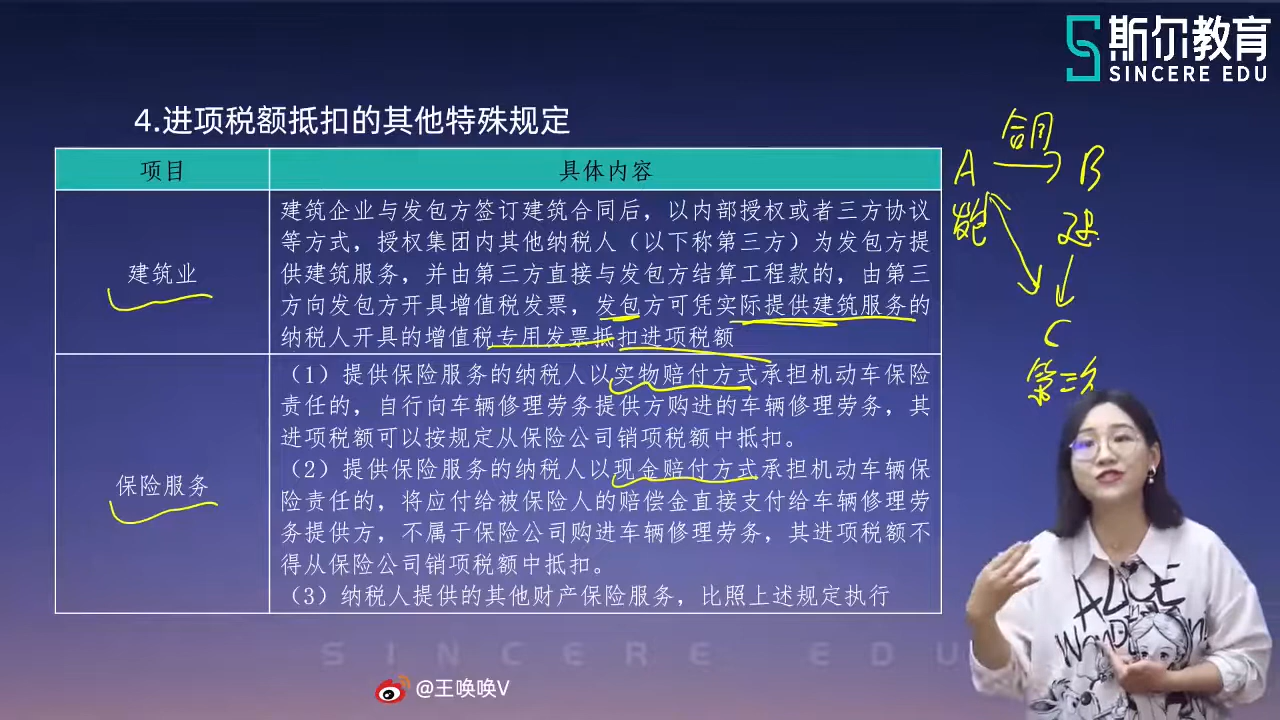 斯尔教育
SINCERE EDU
4.进项税额抵扣的其他特殊规定
项目
具体内容
建筑业
建筑企业与发包方签订建筑合同后，以内部授权或者三方协议
等方式，授权集团内其他纳税人（以下称第三方）为发包方提
供建筑服务，并由第三方直接与发包方结算工程款的，由第三
方向发包方开具增值税发票，发包方可凭实际提供建筑服务的
纳税人开具的增值税专用发票抵扣进项税额
保险服务
（1）提供保险服务的纳税人以实物赔付方式承担机动车保险
责任的，自行向车辆修理劳务提供方购进的车辆修理劳务，其
进项税额可以按规定从保险公司销项税额中抵扣。
（2）提供保险服务的纳税人以现金赔付方式承担机动车辆保
险责任的，将应付给被保险人的赔偿金直接支付给车辆修理劳
务提供方，不属于保险公司购进车辆修理劳务，其进项税额不
得从保险公司销项税额中抵扣。
（3）纳税人提供的其他财产保险服务，比照上述规定执行
合同
A
B
建
C
第三方
ALICE
SINCERE EDU
@王唤唤V